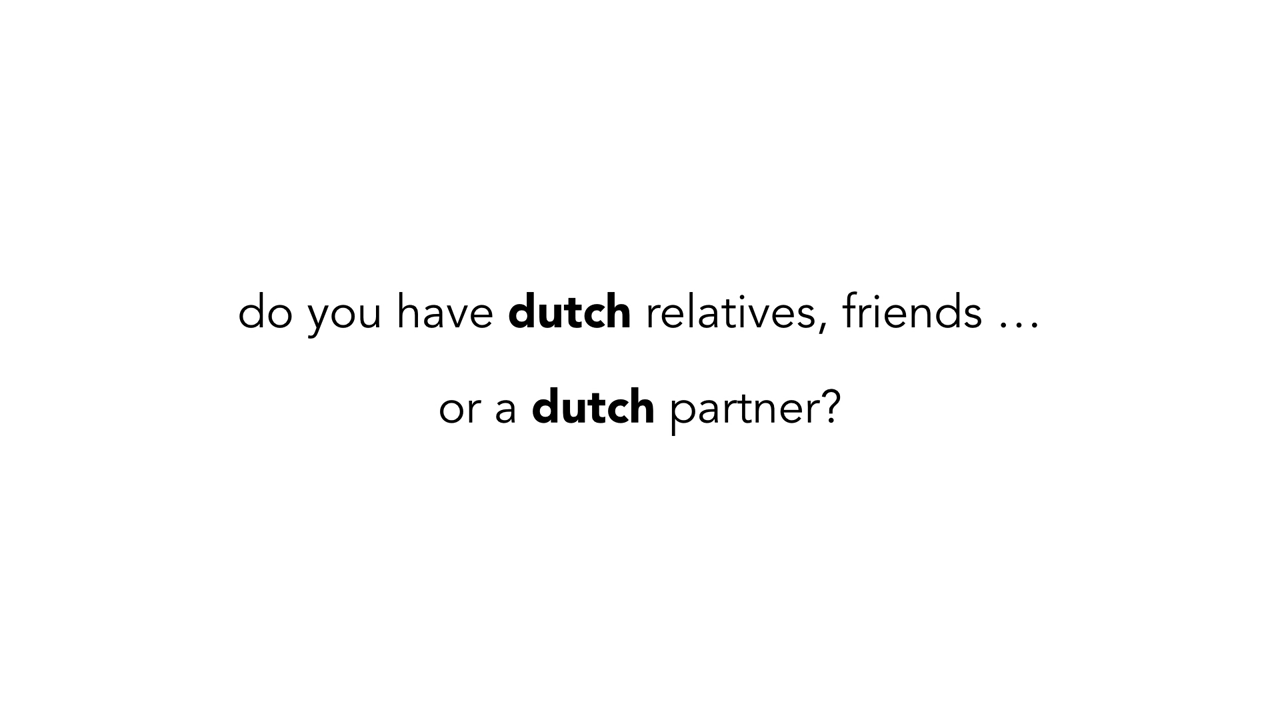 do you have dutch relatives, friends …
or a dutch partner?